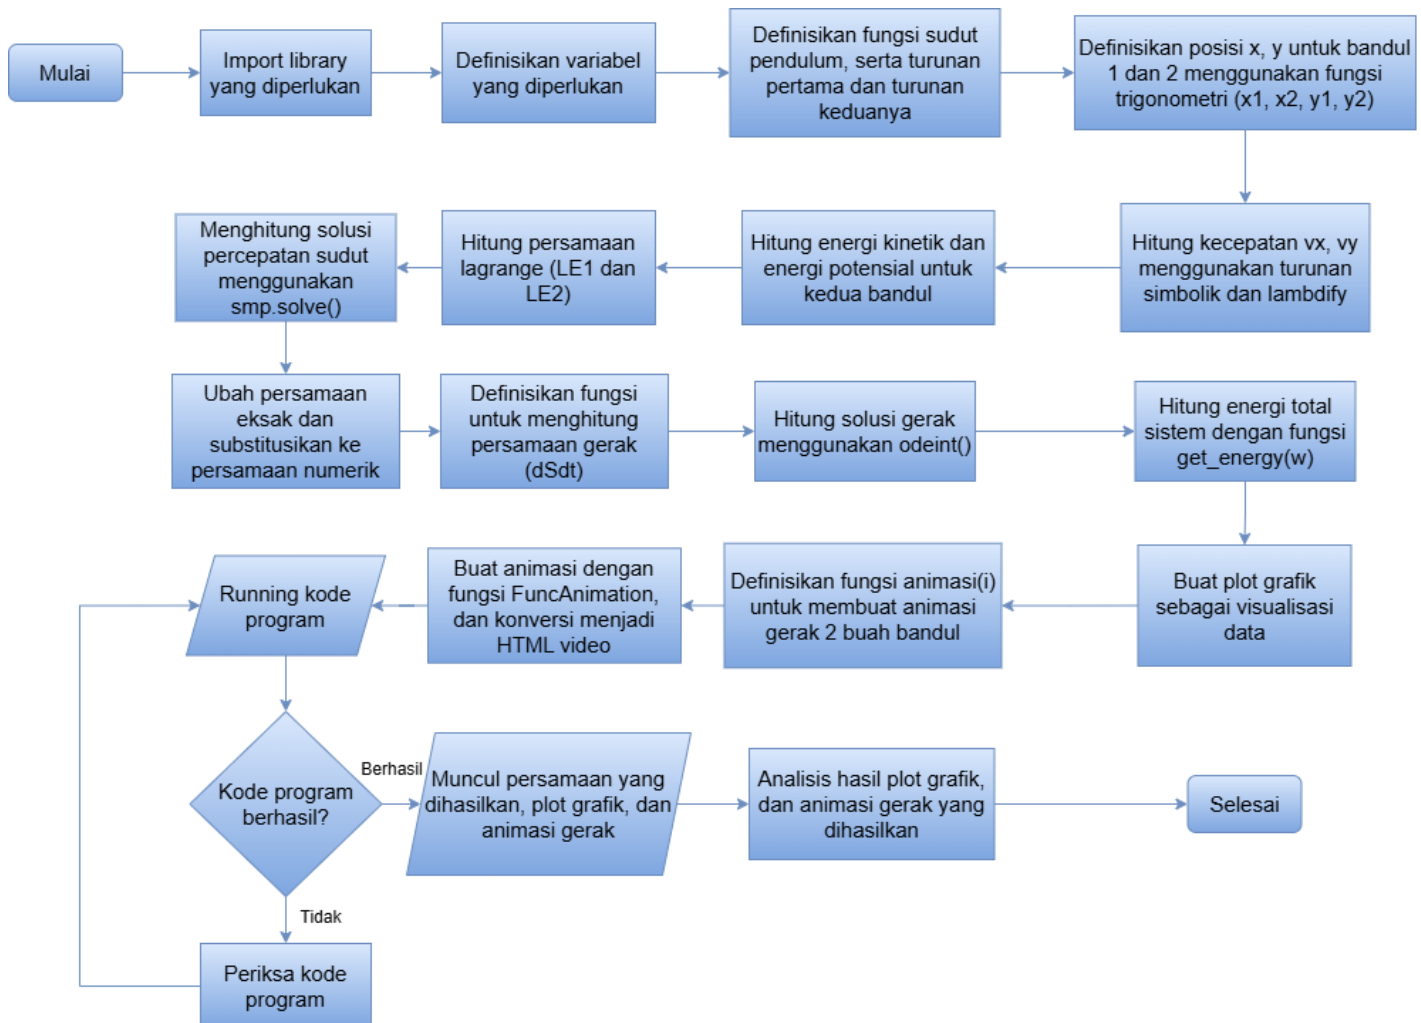 Mulai
Import library
yang diperlukan
Definisikan variabel
yang diperlukan
Definisikan fungsi sudut
pendulum, serta turunan
pertama dan turunan
keduanya
Definisikan posisi x, y untuk bandul
1 dan 2 menggunakan fungsi
trigonometri (x1, x2, y1, y2)
Hitung kecepatan vx, vy
menggunakan turunan
simbolik dan lambdify
Hitung energi kinetik dan
energi potensial untuk
kedua bandul
Hitung persamaan
lagrange (LE1 dan
LE2)
Menghitung solusi
percepatan sudut
menggunakan
smp.solve()
Ubah persamaan
eksak dan
substitusikan ke
persamaan numerik
Definisikan fungsi
untuk menghitung
persamaan gerak
(dSdt)
Hitung solusi gerak
menggunakan odeint()
Hitung energi total
sistem dengan fungsi
get_energy(w)
Buat plot grafik
sebagai visualisasi
data
Definisikan fungsi animasi(i)
untuk membuat animasi
gerak 2 buah bandul
Buat animasi dengan
fungsi FuncAnimation,
dan konversi menjadi
HTML video
Running kode
program
Kode program
berhasil?
Berhasil
Muncul persamaan yang
dihasilkan, plot grafik, dan
animasi gerak
Analisis hasil plot grafik,
dan animasi gerak yang
dihasilkan
Selesai
Tidak
Periksa kode
program